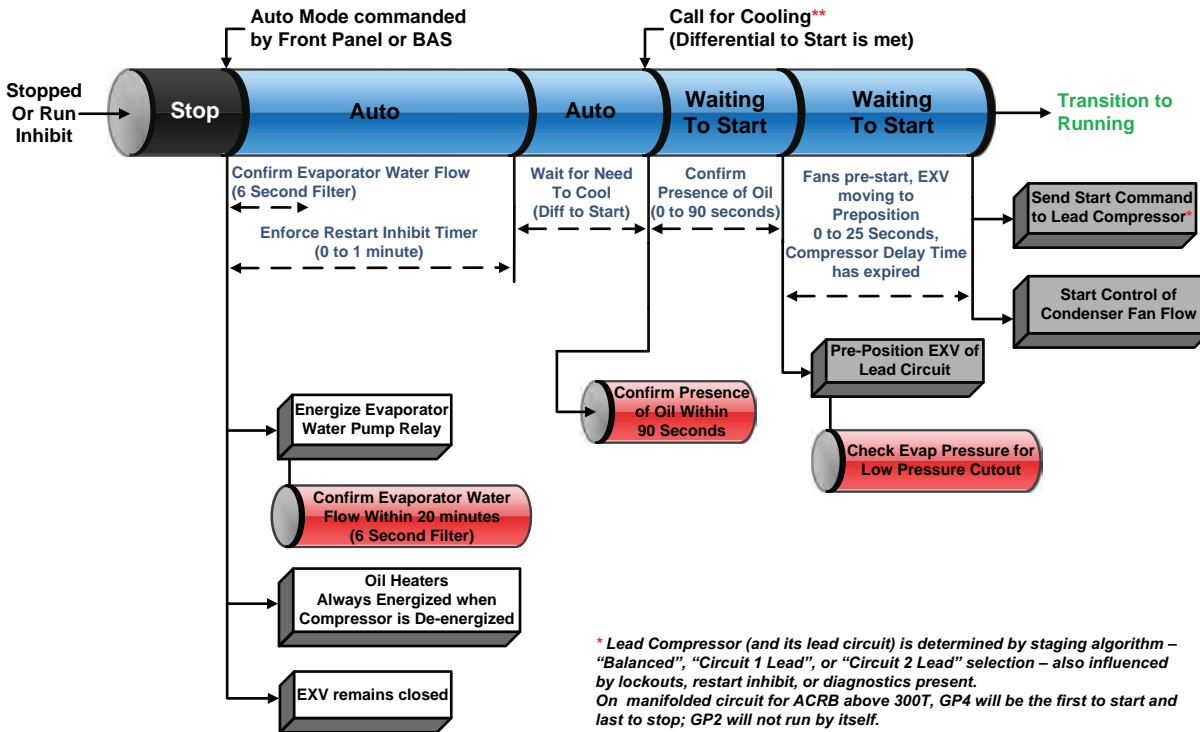 Auto Mode commanded
by Front Panel or BAS
Call for Cooling**
(Differential to Start is met)
Stopped
Or Run
Inhibit
Stop
Auto
Auto
Waiting
To Start
Waiting
To Start
Transition to
Running
Confirm Evaporator Water Flow
(6 Second Filter)
Enforce Restart Inhibit Timer
(0 to 1 minute)
Wait for Need
To Cool
(Diff to Start)
Confirm
Presence of Oil
(0 to 90 seconds)
Fans pre-start, EXV
moving to
Preposition
0 to 25 Seconds,
Compressor Delay Time
has expired
Send Start Command
to Lead Compressor*
Start Control of
Condenser Fan Flow
Pre-Position EXV of
Lead Circuit
Check Evap Pressure for
Low Pressure Cutout
Confirm Presence
of Oil Within
90 Seconds
Energize Evaporator
Water Pump Relay
Confirm Evaporator Water
Flow Within 20 minutes
(6 Second Filter)
Oil Heaters
Always Energized when
Compressor is De-energized
EXV remains closed
* Lead Compressor (and its lead circuit) is determined by staging algorithm –
“Balanced”, “Circuit 1 Lead”, or “Circuit 2 Lead” selection – also influenced
by lockouts, restart inhibit, or diagnostics present.
On manifolded circuit for ACRB above 300T, GP4 will be the first to start and
last to stop; GP2 will not run by itself.